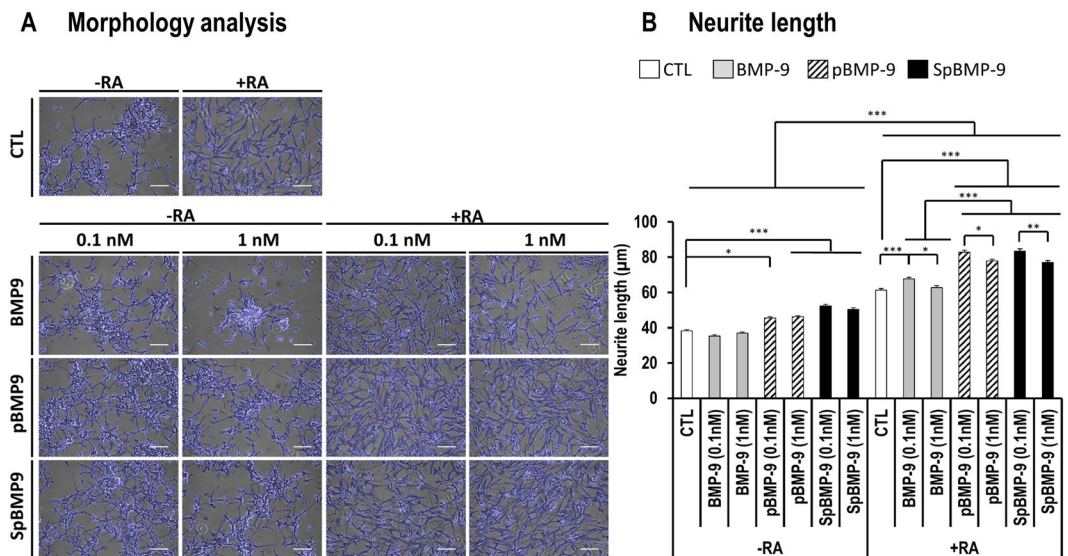 A Morphology analysis
-RA +RA
CTL
-RA +RA
0.1 nM 1 nM 0.1 nM 1 nM
BMP9
pBMP9
SpBMP9
B Neurite length
CTL BMP-9 pBMP-9 SpBMP-9
***
***
***
*** * ** 
*** *
*
Neurite length (µm)
100
80
60
40
20
0
CTL
BMP-9 (0.1nM)
BMP-9 (1nM)
pBMP-9 (0.1nM)
pBMP-9 (1nM)
SpBMP-9 (0.1nM)
SpBMP-9 (1nM)
CTL
BMP-9 (0.1nM)
BMP-9 (1nM)
pBMP-9 (0.1nM)
pBMP-9 (1nM)
SpBMP-9 (0.1nM)
SpBMP-9 (1nM)
-RA +RA